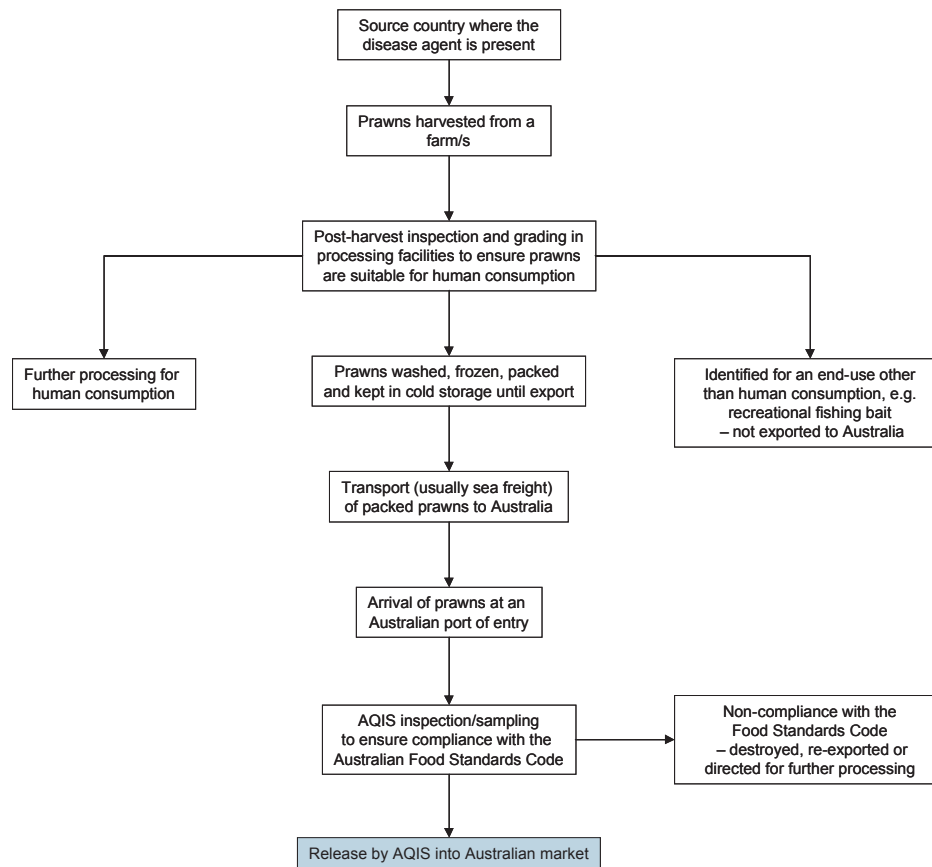 Source country where the
disease agent is present
Prawns harvested from a
farm/s
Post-harvest inspection and grading in
processing facilities to ensure prawns
are suitable for human consumption
Further processing for
human consumption
Prawns washed, frozen, packed
and kept in cold storage until export
Identified for an end-use other
than human consumption, e.g.
recreational fishing bait
– not exported to Australia
Transport (usually sea freight)
of packed prawns to Australia
Arrival of prawns at an
Australian port of entry
AQIS inspection/sampling
to ensure compliance with the
Australian Food Standards Code
Non-compliance with the
Food Standards Code
– destroyed, re-exported or
directed for further processing
Release by AQIS into Australian market